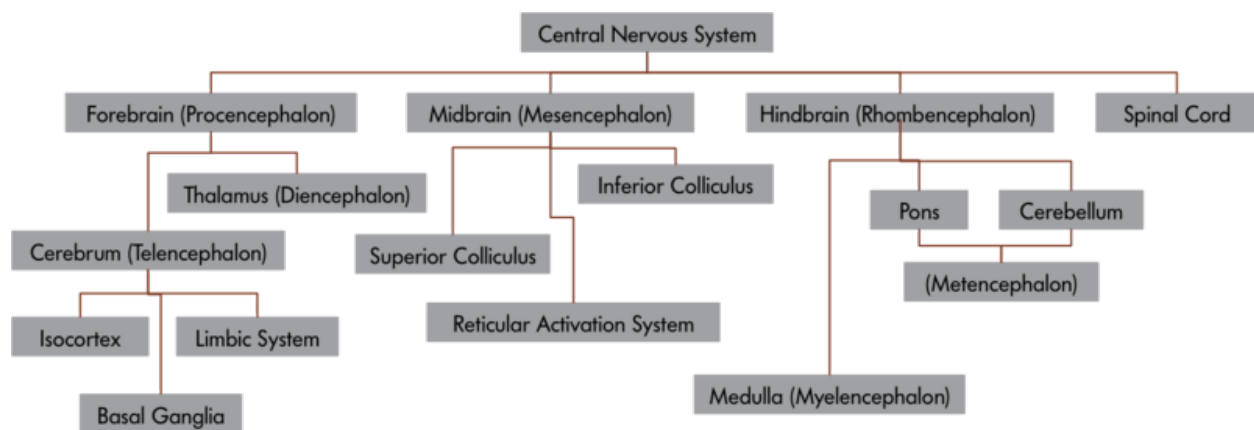 Central Nervous System
Forebrain (Procencephalon)
Midbrain (Mesencephalon)
Hindbrain (Rhombencephalon)
Spinal Cord
Thalamus (Diencephalon)
Inferior Colliculus
Pons
Cerebellum
Cerebrum (Telencephalon)
Superior Colliculus
(Metencephalon)
Isocortex
Limbic System
Reticular Activation System
Medulla (Myelencephalon)
Basal Ganglia